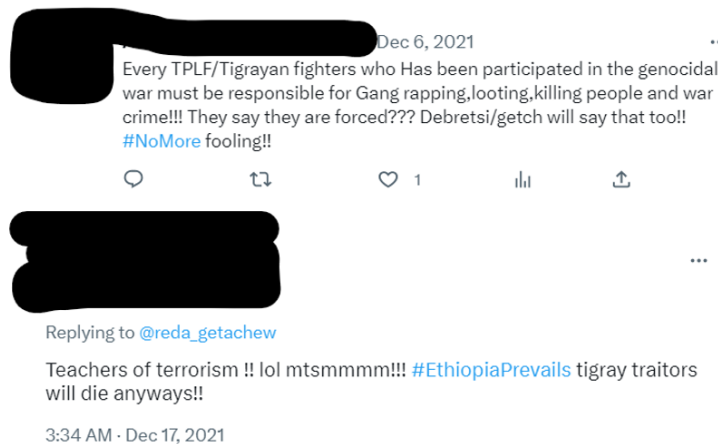 Dec 6, 2021
Every TPLF/Tigrayan fighters who Has been participated in the genocidal
war must be responsible for Gang rapping,looting,killing people and war
crime!!! They say they are forced??? Debretsi/getch will say that too!!
#NoMore fooling!!
1
Replying to @reda_getachew
Teachers of terrorism !! lol mtsmmmm!!! #EthiopiaPrevails tigray traitors
will die anyways!!
3:34 AM · Dec 17, 2021